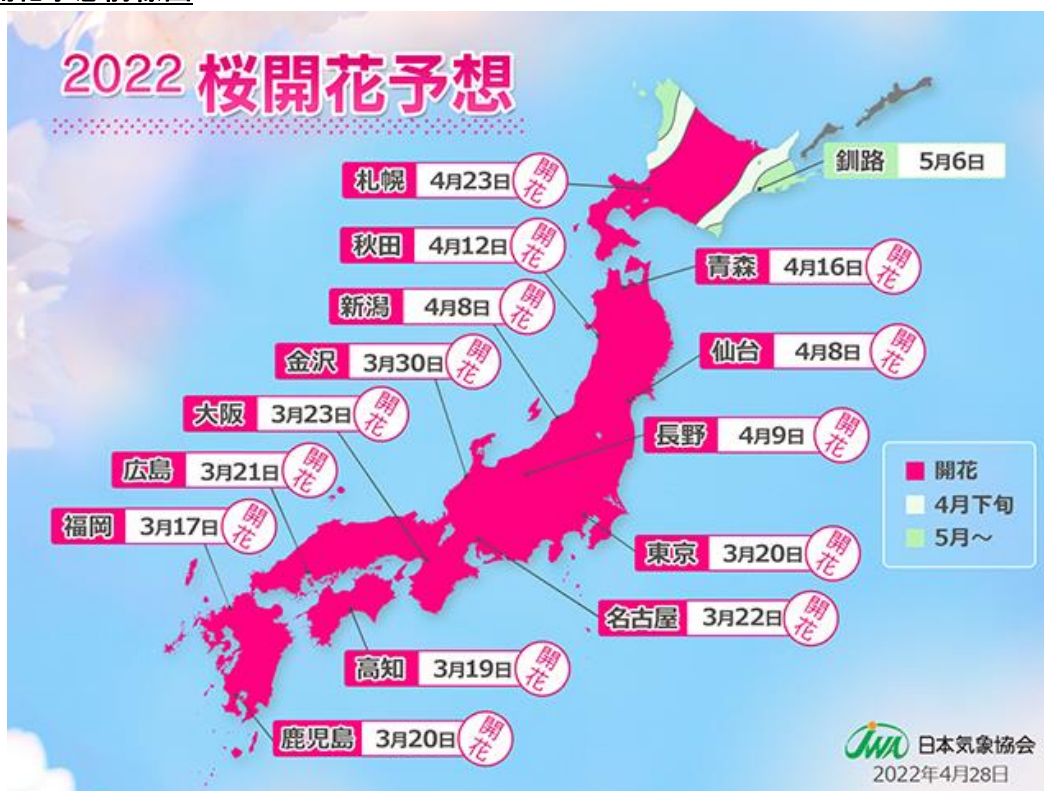 2022 桜開花予想
釧路 5月6日
札幌 4月23日 開花
秋田 4月12日 開花
青森 4月16日 開花
新潟 4月8日 開花
仙台 4月8日 開花
金沢 3月30日 開花
大阪 3月23日 開花
長野 4月9日 開花
広島 3月21日 開花
福岡 3月17日 開花
東京 3月20日 開花
名古屋 3月22日 開花
高知 3月19日 開花
鹿児島 3月20日 開花
開花
4月下旬
5月～
JWA 日本気象協会
2022年4月28日